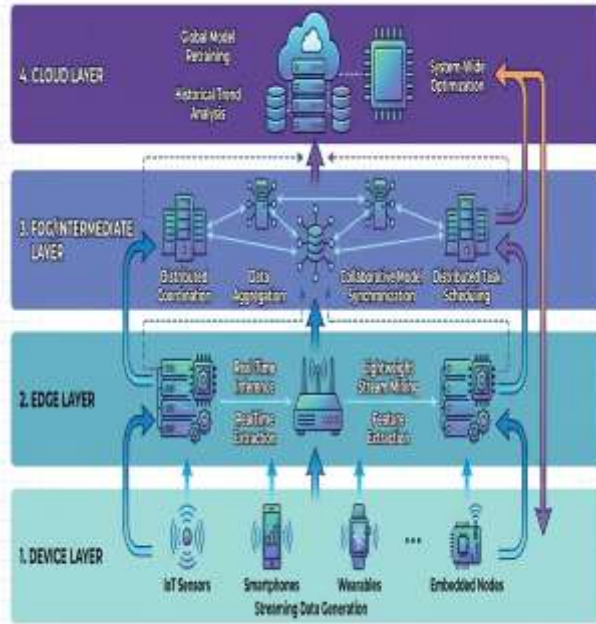 Global Model
Retraining
4. CLOUD LAYER
Historical Trend
Analysis
System-Wide
Optimization
3. FOG/INTERMEDIATE
LAYER
Distributed
Coordination
Data
Aggregation
Collaborative Model
Synchronization
Distributed Task
Scheduling
2. EDGE LAYER
Real-Time
Inference
RealTime
Extraction
Lightweight
Stream Mining
Feature
Extraction
1. DEVICE LAYER
IoT Sensors
Smartphones
Wearables
...
Embedded Nodes
Streaming Data Generation